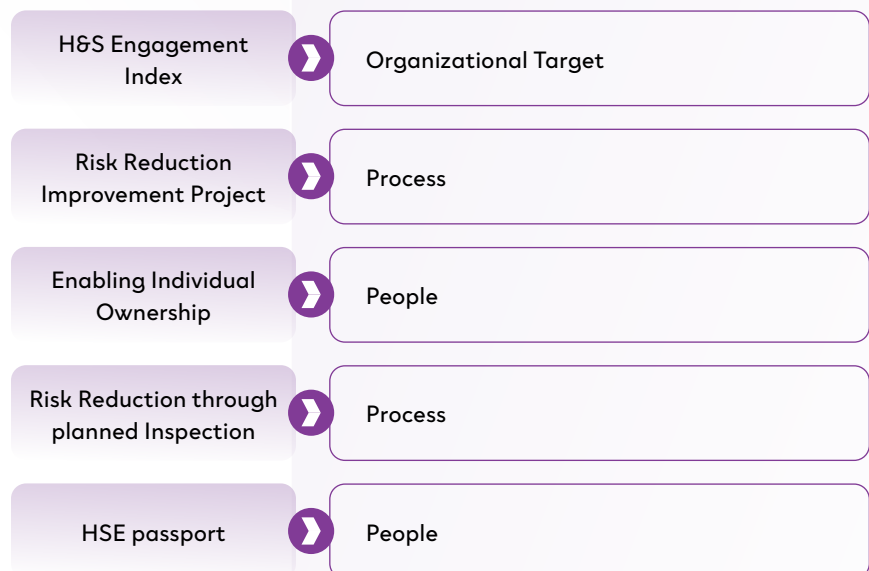 H&S Engagement
Index
Organizational Target
Risk Reduction
Improvement Project
Process
Enabling Individual
Ownership
People
Risk Reduction through
planned Inspection
Process
HSE passport
People